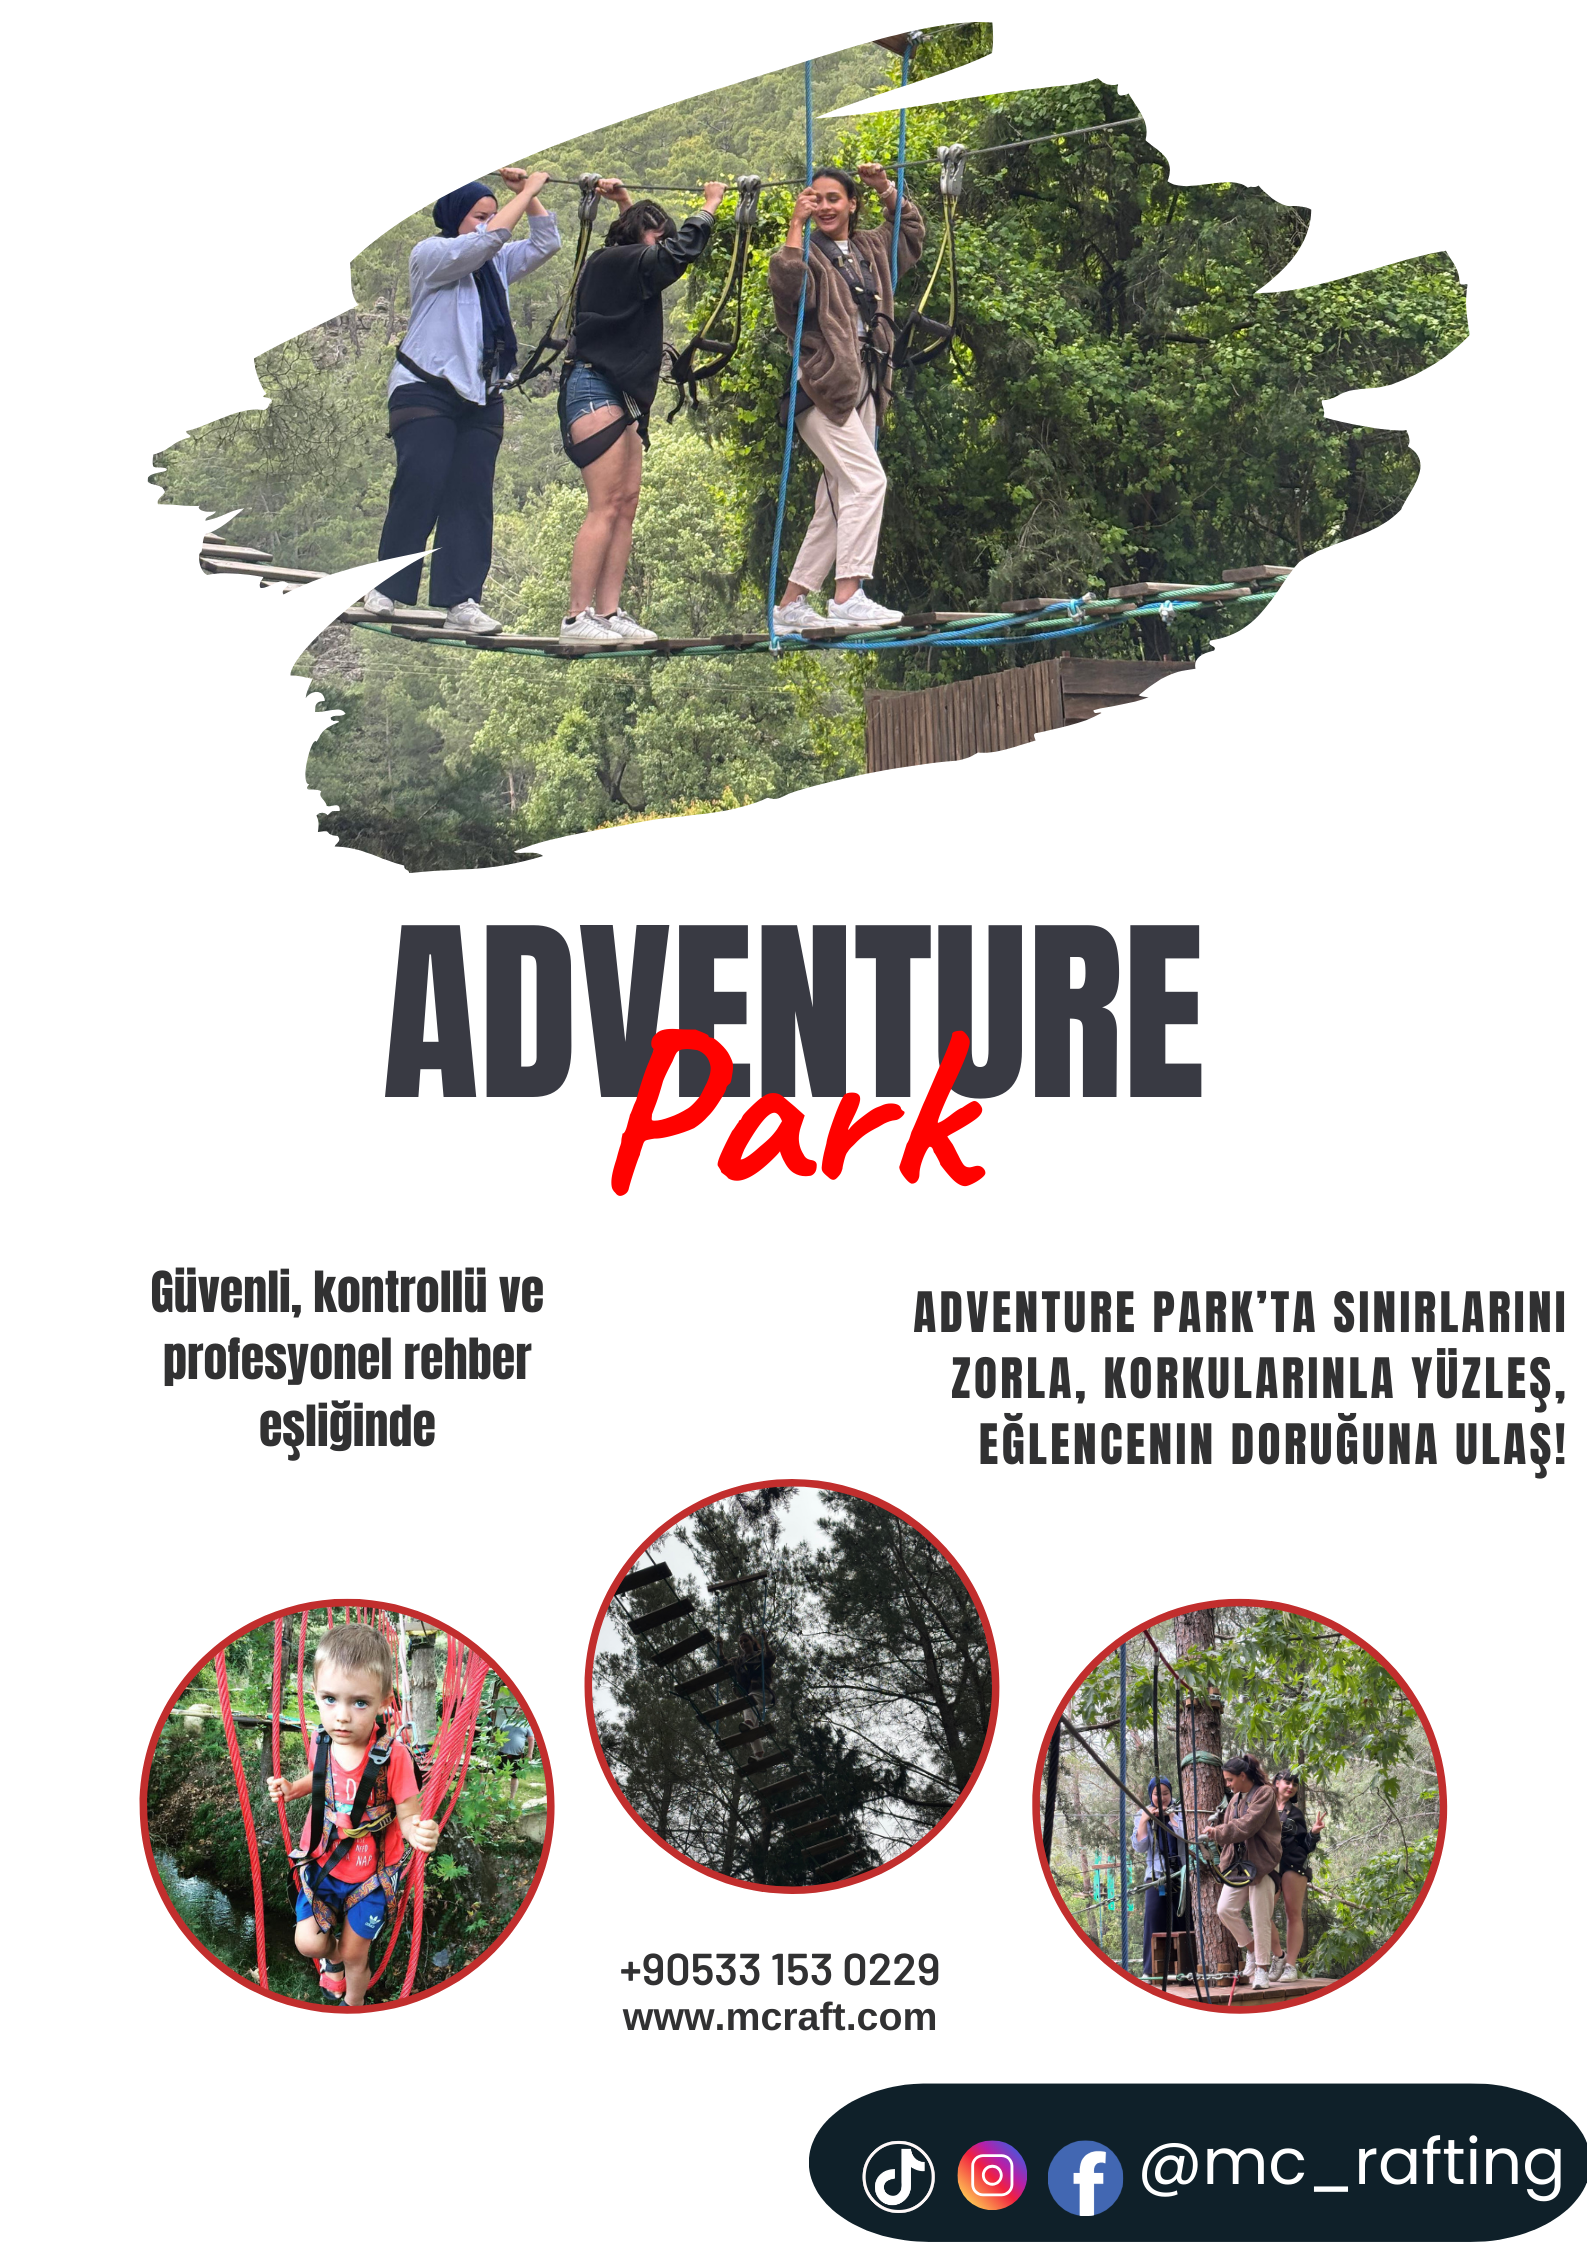 ADVENTURE
Park
Güvenli, kontrollü ve
profesyonel rehber
eşliğinde
ADVENTURE PARK’TA SINIRLARINI
ZORLA, KORKULARINLA YÜZLEŞ,
EĞLENCENIN DORUĞUNA ULAŞ!
NAP
+90533 153 0229
www.mcraft.com
@mc_rafting